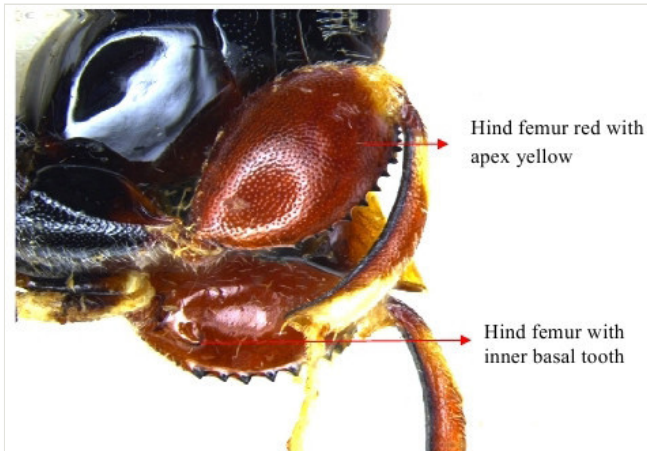 Hind femur red with
apex yellow
Hind femur with
inner basal tooth